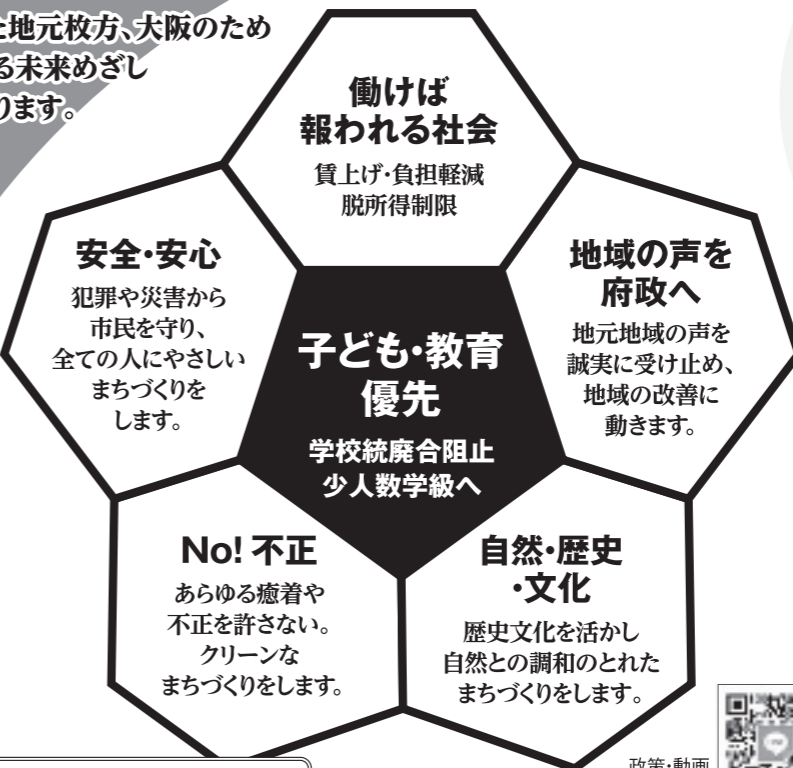 と地元枚方、大阪のため
る未来めざし
ります。
働けば
報われる社会
賃上げ・負担軽減
脱所得制限
安全・安心
犯罪や災害から
市民を守り、
全ての人にやさしい
まちづくりを
します。
地域の声を
府政へ
地元地域の声を
誠実に受け止め、
地域の改善に
動きます。
子ども・教育
優先
学校統廃合阻止
少人数学級へ
No! 不正
あらゆる癒着や
不正を許さない。
クリーンな
まちづくりをします。
自然・歴史
・文化
歴史文化を活かし
自然との調和のとれた
まちづくりをします。
政策・動画